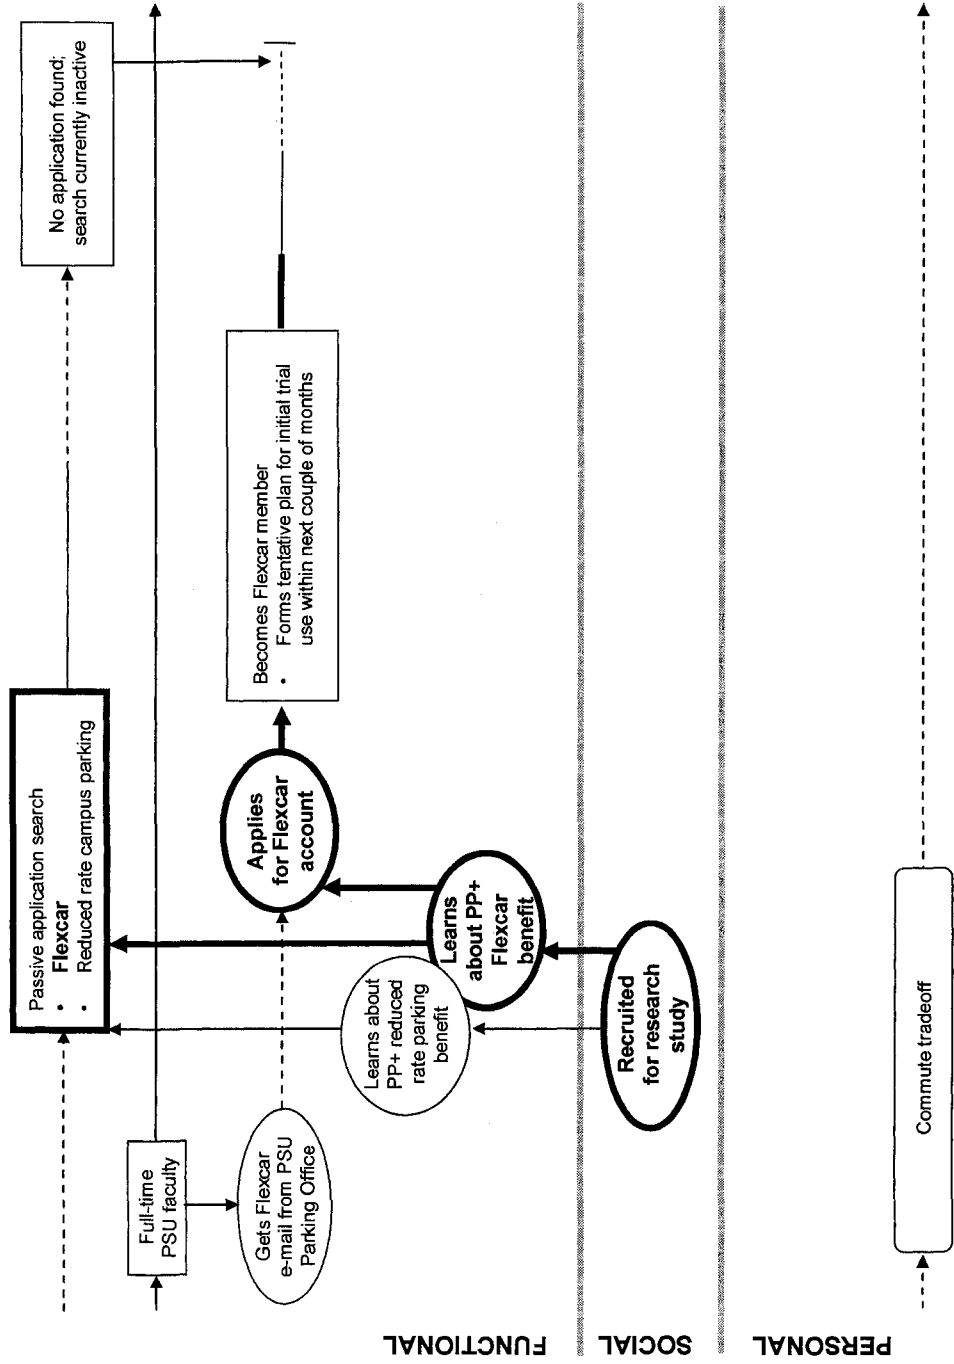 Passive application search
• Flexcar
• Reduced rate campus parking
No application found;
search currently inactive
Full-time
PSU faculty
Gets Flexcar
e-mail from PSU
Parking Office
Applies
for Flexcar
account
Becomes Flexcar member
• Forms tentative plan for initial trial
use within next couple of months
Learns about
PP+ reduced
rate parking
benefit
Learns
about PP+
Flexcar
benefit
Recruited
for research
study
Commute tradeoff
FUNCTIONAL
SOCIAL
PERSONAL